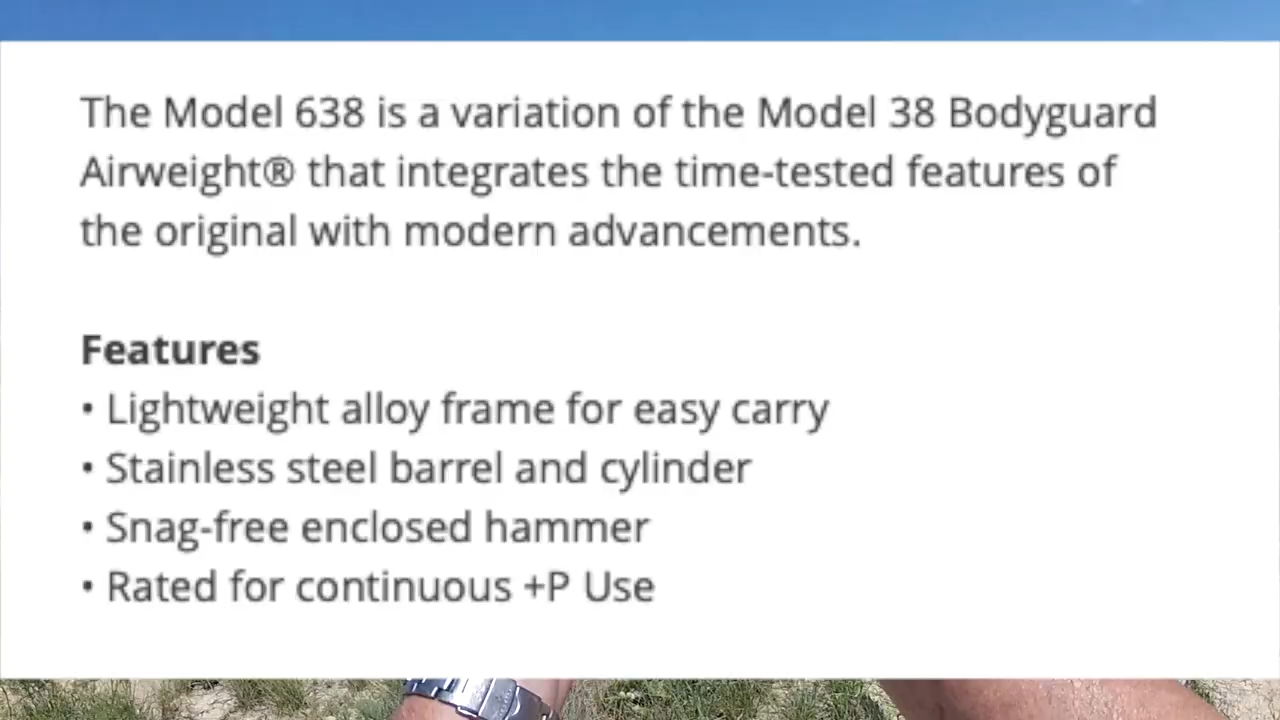 The Model 638 is a variation of the Model 38 Bodyguard
Airweight® that integrates the time-tested features of
the original with modern advancements.
Features
• Lightweight alloy frame for easy carry
• Stainless steel barrel and cylinder
• Snag-free enclosed hammer
• Rated for continuous +P Use